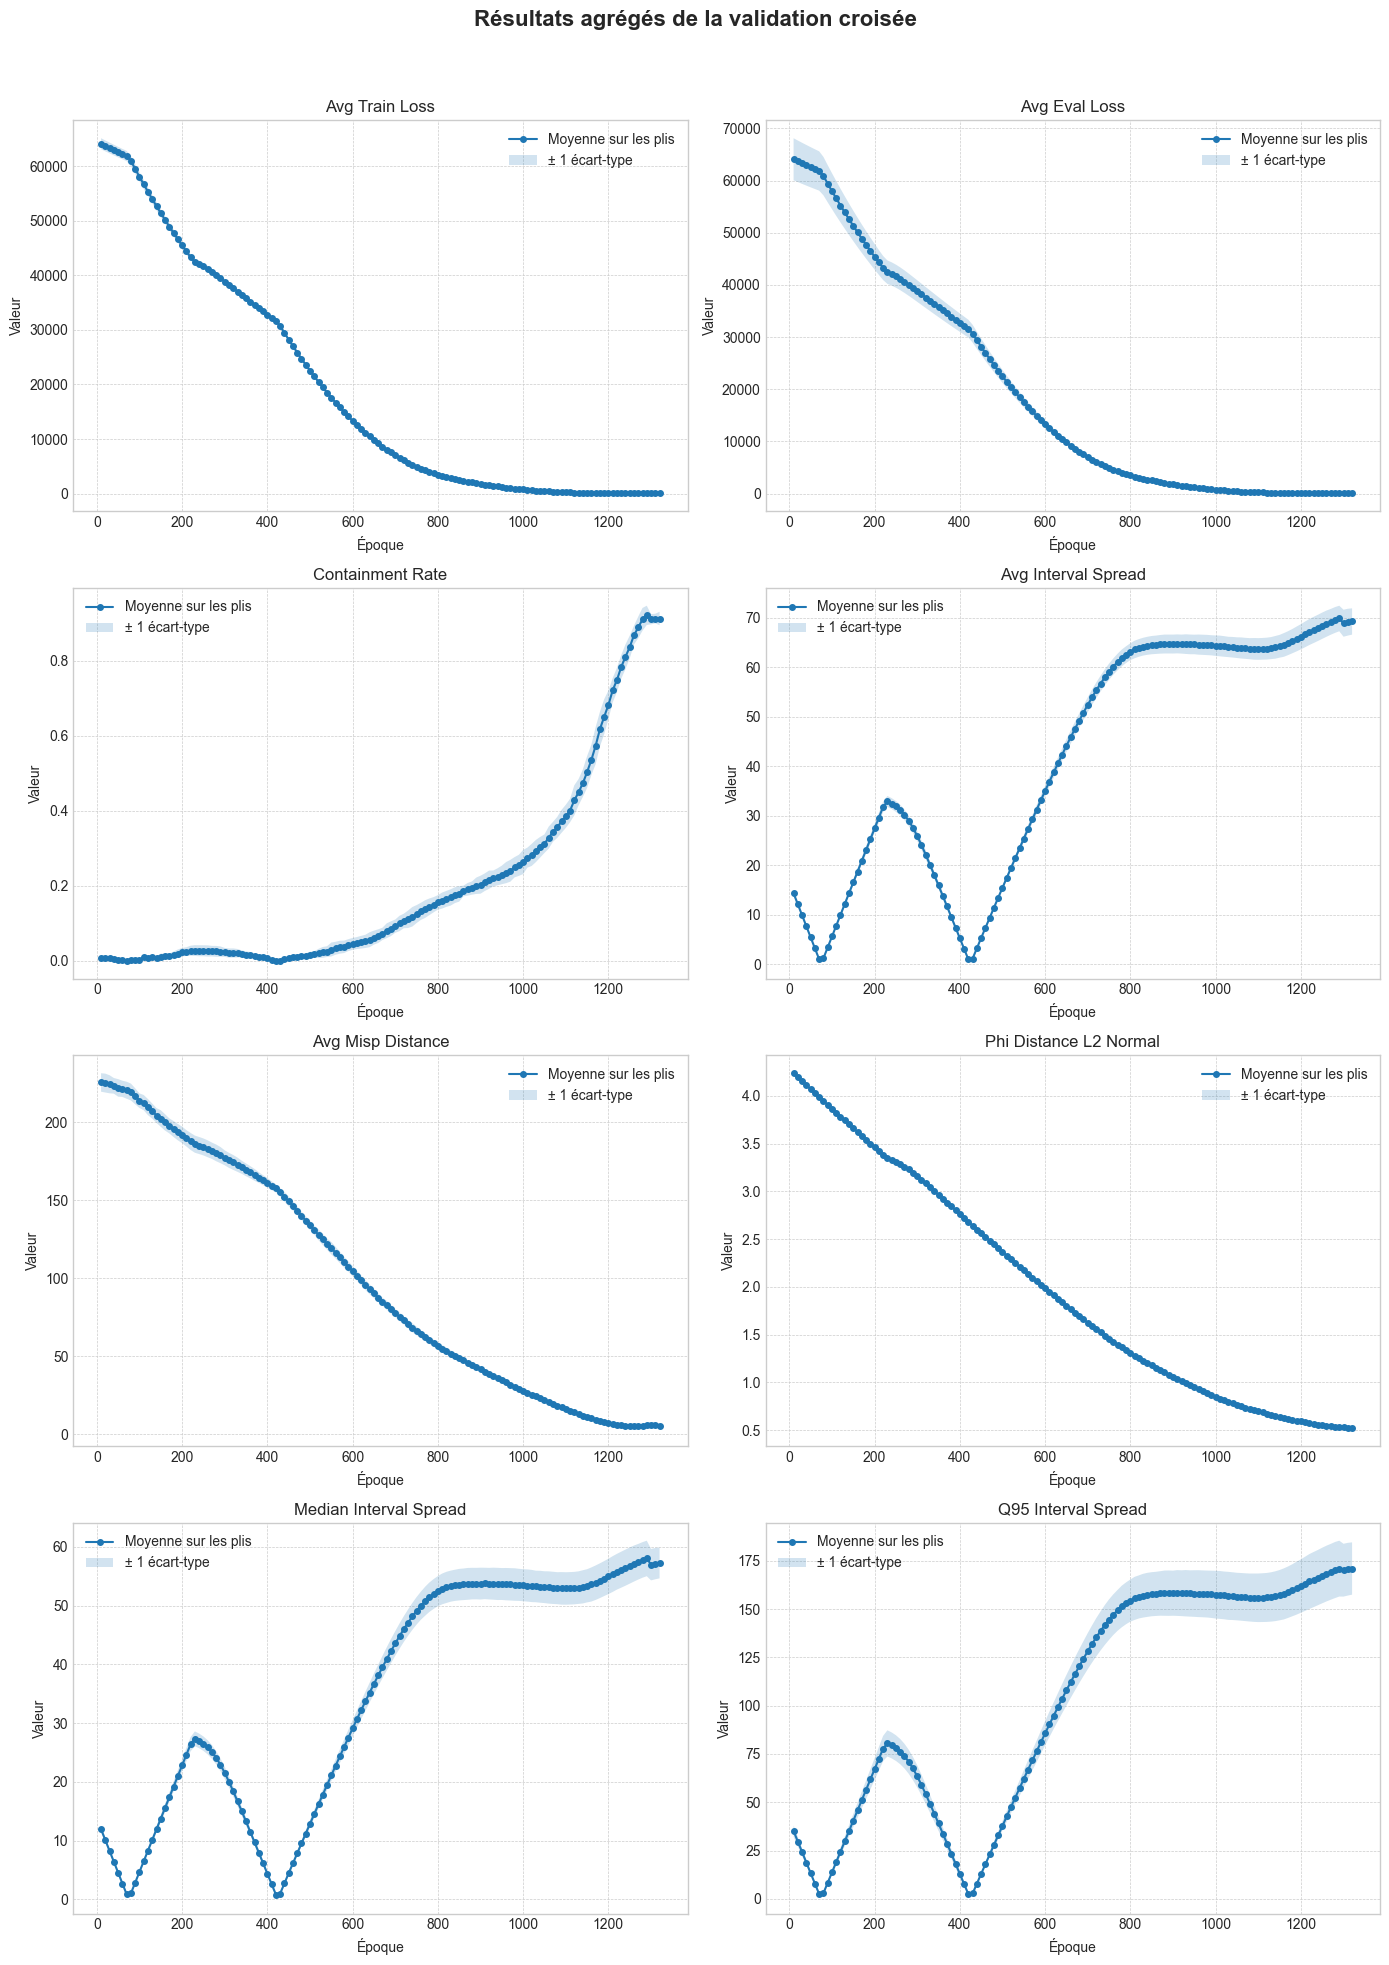 Résultats agrégés de la validation croisée
Avg Train Loss
Valeur
60000
50000
40000
30000
20000
10000
0
Moyenne sur les plis
± 1 écart-type
0 200 400 600 800 1000 1200
Époque
Avg Eval Loss
Valeur
70000
60000
50000
40000
30000
20000
10000
0
Moyenne sur les plis
± 1 écart-type
0 200 400 600 800 1000 1200
Époque
Containment Rate
Valeur
0.8
0.6
0.4
0.2
0.0
Moyenne sur les plis
± 1 écart-type
0 200 400 600 800 1000 1200
Époque
Avg Interval Spread
Valeur
70
60
50
40
30
20
10
0
Moyenne sur les plis
± 1 écart-type
0 200 400 600 800 1000 1200
Époque
Avg Misp Distance
Valeur
200
150
100
50
0
Moyenne sur les plis
± 1 écart-type
0 200 400 600 800 1000 1200
Époque
Phi Distance L2 Normal
Valeur
4.0
3.5
3.0
2.5
2.0
1.5
1.0
0.5
Moyenne sur les plis
± 1 écart-type
0 200 400 600 800 1000 1200
Époque
Median Interval Spread
Valeur
60
50
40
30
20
10
0
Moyenne sur les plis
± 1 écart-type
0 200 400 600 800 1000 1200
Époque
Q95 Interval Spread
Valeur
175
150
125
100
75
50
25
0
Moyenne sur les plis
± 1 écart-type
0 200 400 600 800 1000 1200
Époque